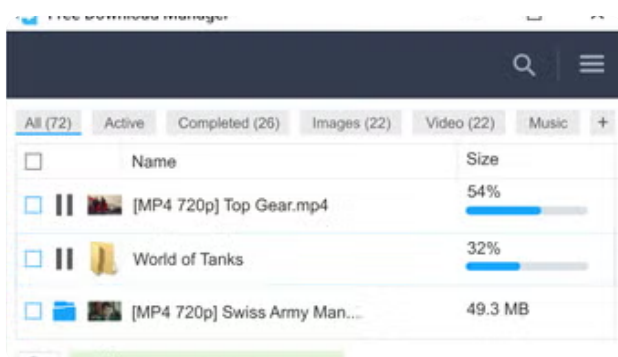 Free Download Manager
All (72) Active Completed (26) Images (22) Video (22) Music +
Name Size
[MP4 720p] Top Gear.mp4 54%
World of Tanks 32%
[MP4 720p] Swiss Army Man.... 49.3 MB